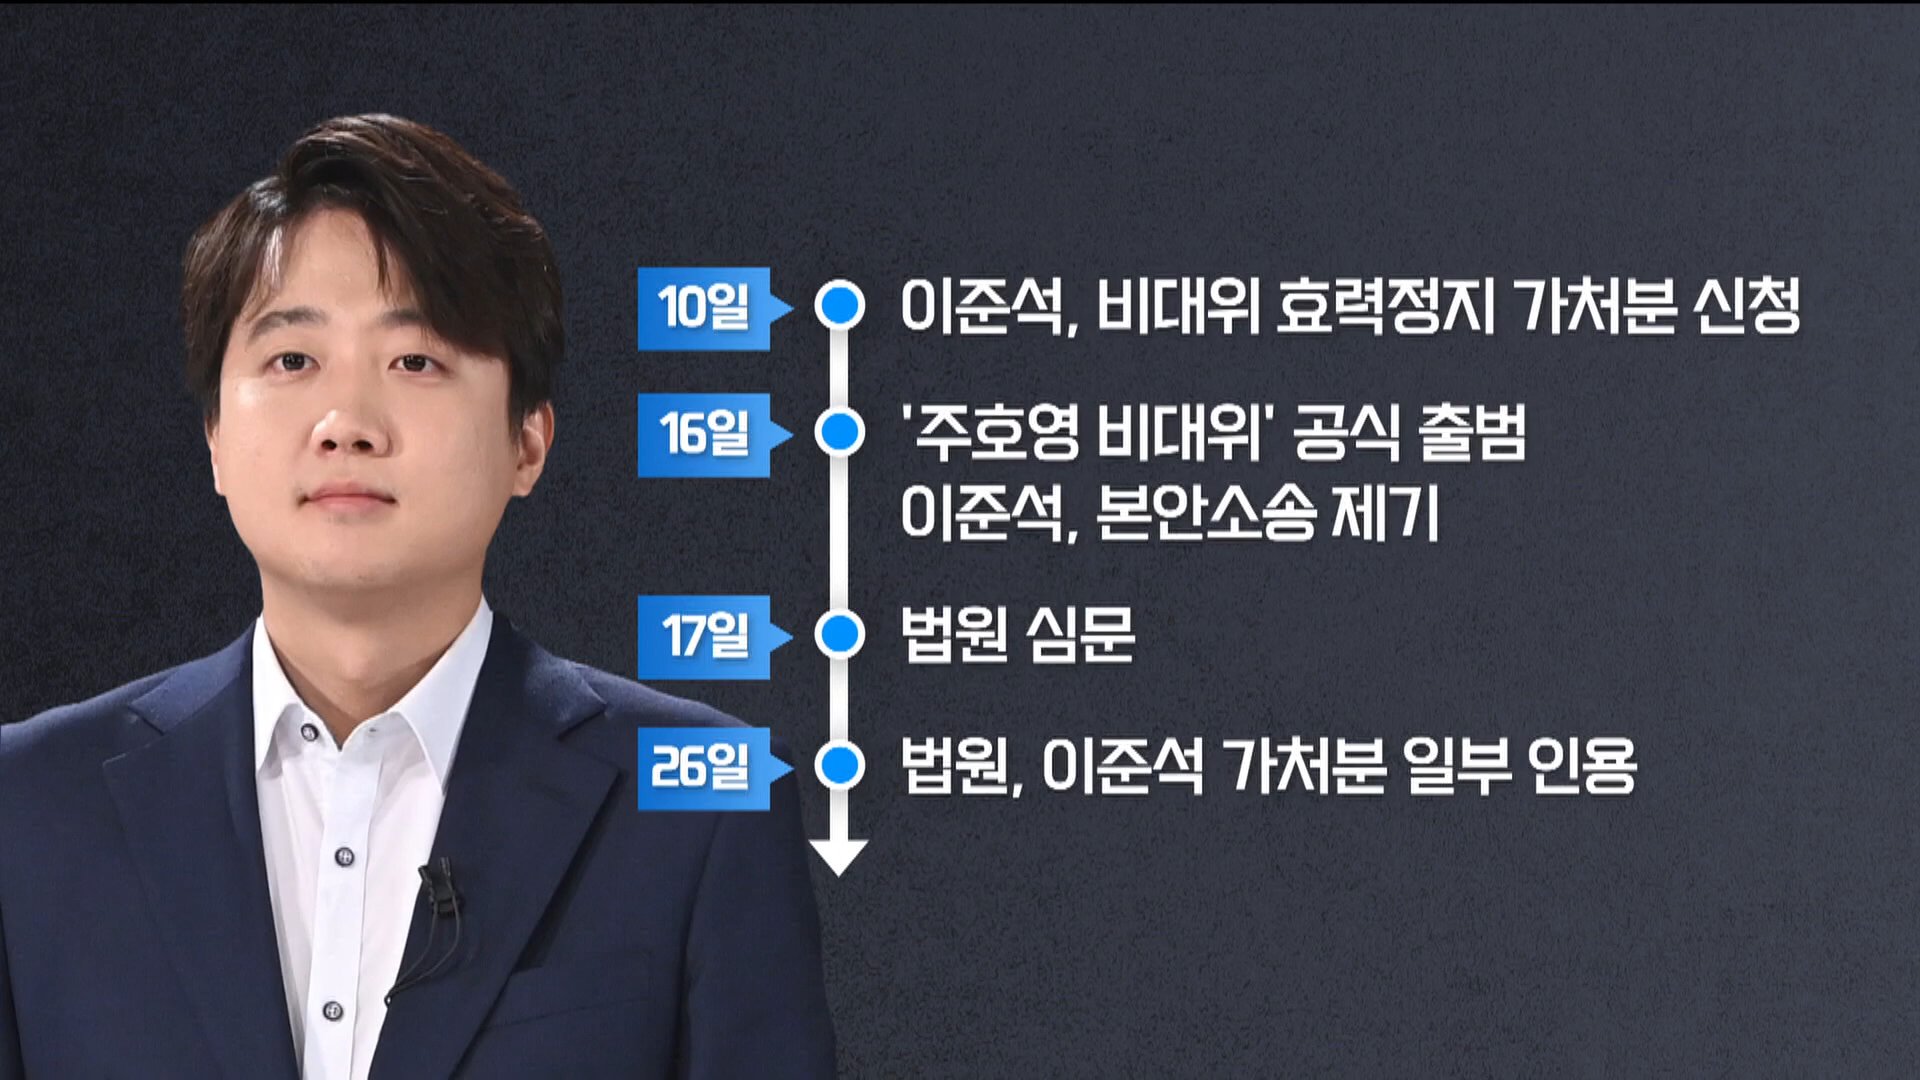 10일 이준석, 비대위 효력정지 가처분 신청
16일 '주호영 비대위' 공식 출범
이준석, 본안소송 제기
17일 법원 심문
26일 법원, 이준석 가처분 일부 인용